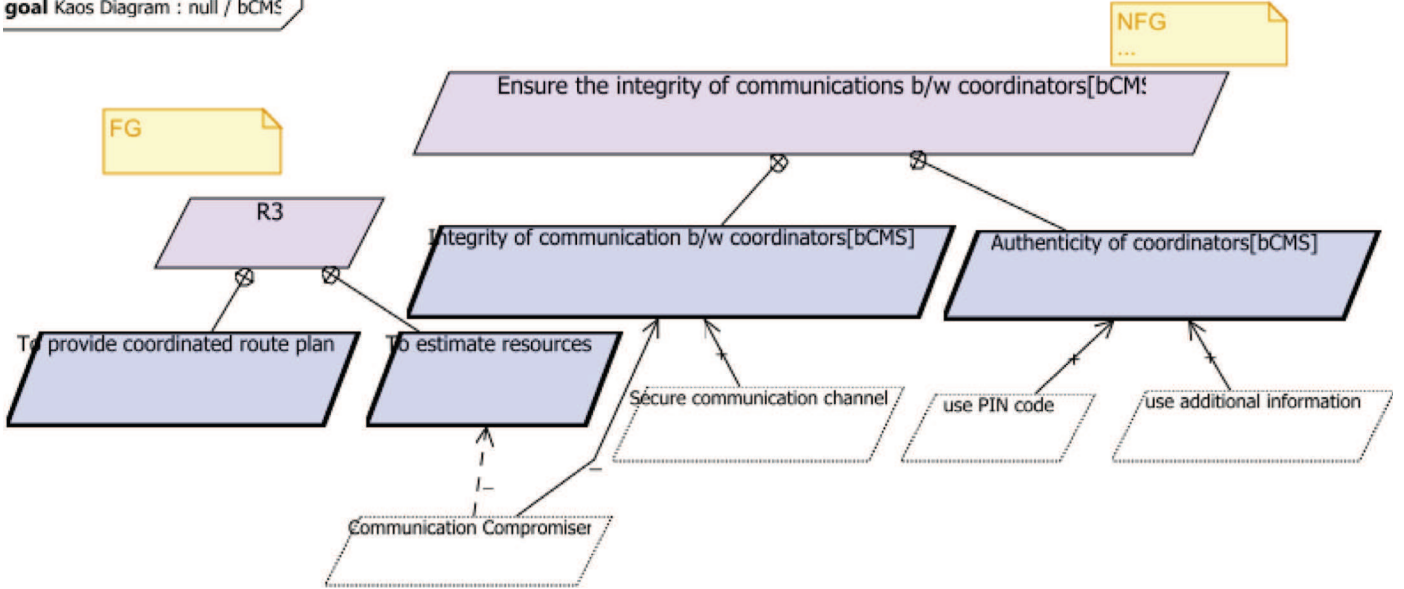 goal Kaos Diagram : null / bCMS
NFG
...
Ensure the integrity of communications b/w coordinators[bCMS
FG
R3
Integrity of communication b/w coordinators[bCMS]
Authenticity of coordinators[bCMS]
To provide coordinated route plan
To estimate resources
Secure communication channel
use PIN code
use additional information
Communication Compromiser